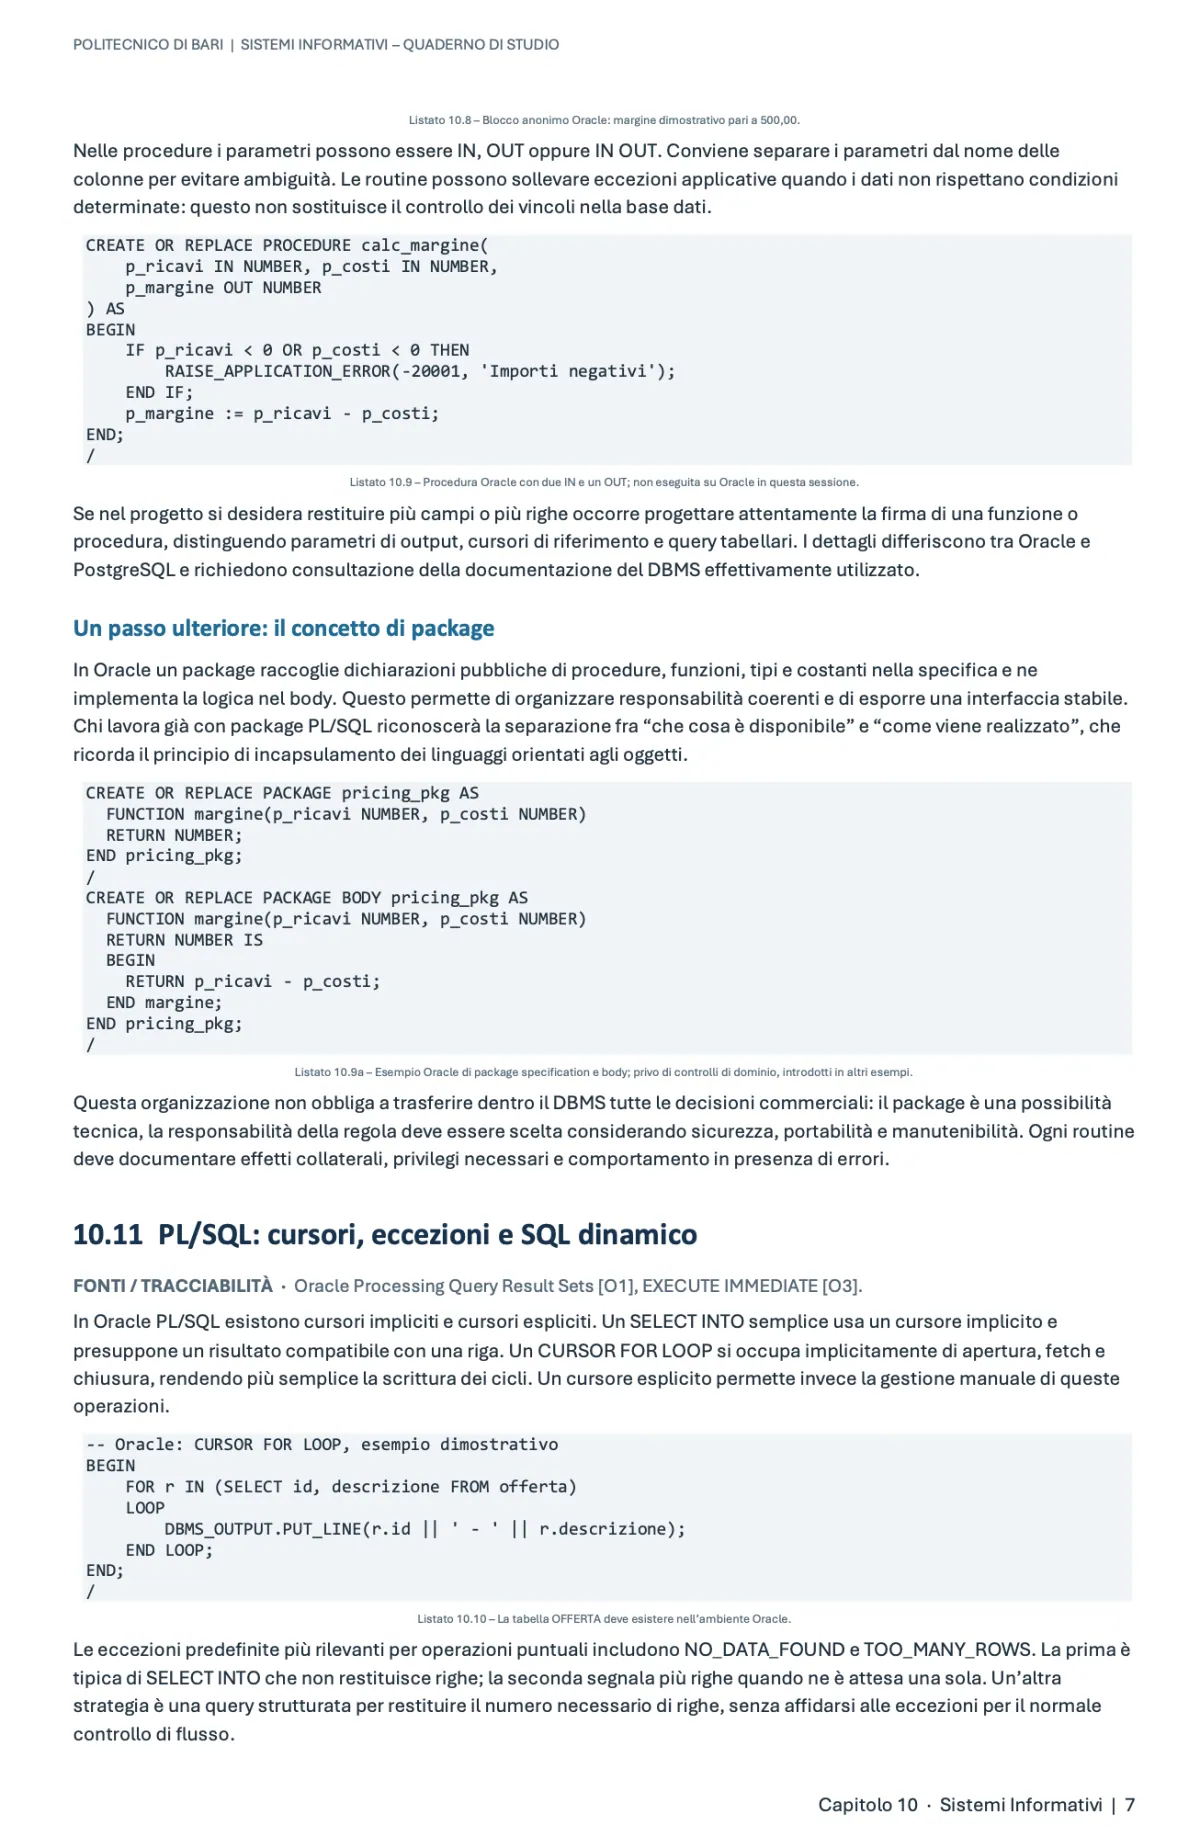 POLITECNICO DI BARI | SISTEMI INFORMATIVI – QUADERNO DI STUDIO
Listato 10.8 – Blocco anonimo Oracle: margine dimostrativo pari a 500,00.
Nelle procedure i parametri possono essere IN, OUT oppure IN OUT. Conviene separare i parametri dal nome delle
colonne per evitare ambiguità. Le routine possono sollevare eccezioni applicative quando i dati non rispettano condizioni
determinate: questo non sostituisce il controllo dei vincoli nella base dati.
CREATE OR REPLACE PROCEDURE calc_margine(
    p_ricavi IN NUMBER, p_costi IN NUMBER,
    p_margine OUT NUMBER
) AS
BEGIN
    IF p_ricavi < 0 OR p_costi < 0 THEN
        RAISE_APPLICATION_ERROR(-20001, 'Importi negativi');
    END IF;
    p_margine := p_ricavi - p_costi;
END;
/
Listato 10.9 – Procedura Oracle con due IN e un OUT; non eseguita su Oracle in questa sessione.
Se nel progetto si desidera restituire più campi o più righe occorre progettare attentamente la firma di una funzione o
procedura, distinguendo parametri di output, cursori di riferimento e query tabellari. I dettagli differiscono tra Oracle e
PostgreSQL e richiedono consultazione della documentazione del DBMS effettivamente utilizzato.
Un passo ulteriore: il concetto di package
In Oracle un package raccoglie dichiarazioni pubbliche di procedure, funzioni, tipi e costanti nella specifica e ne
implementa la logica nel body. Questo permette di organizzare responsabilità coerenti e di esporre una interfaccia stabile.
Chi lavora già con package PL/SQL riconoscerà la separazione fra “che cosa è disponibile” e “come viene realizzato”, che
ricorda il principio di incapsulamento dei linguaggi orientati agli oggetti.
CREATE OR REPLACE PACKAGE pricing_pkg AS
  FUNCTION margine(p_ricavi NUMBER, p_costi NUMBER)
  RETURN NUMBER;
END pricing_pkg;
/
CREATE OR REPLACE PACKAGE BODY pricing_pkg AS
  FUNCTION margine(p_ricavi NUMBER, p_costi NUMBER)
  RETURN NUMBER IS
  BEGIN
    RETURN p_ricavi - p_costi;
  END margine;
END pricing_pkg;
/
Listato 10.9a – Esempio Oracle di package specification e body; privo di controlli di dominio, introdotti in altri esempi.
Questa organizzazione non obbliga a trasferire dentro il DBMS tutte le decisioni commerciali: il package è una possibilità
tecnica, la responsabilità della regola deve essere scelta considerando sicurezza, portabilità e manutenibilità. Ogni routine
deve documentare effetti collaterali, privilegi necessari e comportamento in presenza di errori.
10.11 PL/SQL: cursori, eccezioni e SQL dinamico
FONTI / TRACCIABILITÀ · Oracle Processing Query Result Sets [O1], EXECUTE IMMEDIATE [O3].
In Oracle PL/SQL esistono cursori impliciti e cursori espliciti. Un SELECT INTO semplice usa un cursore implicito e
presuppone un risultato compatibile con una riga. Un CURSOR FOR LOOP si occupa implicitamente di apertura, fetch e
chiusura, rendendo più semplice la scrittura dei cicli. Un cursore esplicito permette invece la gestione manuale di queste
operazioni.
-- Oracle: CURSOR FOR LOOP, esempio dimostrativo
BEGIN
    FOR r IN (SELECT id, descrizione FROM offerta)
    LOOP
        DBMS_OUTPUT.PUT_LINE(r.id || ' - ' || r.descrizione);
    END LOOP;
END;
/
Listato 10.10 – La tabella OFFERTA deve esistere nell’ambiente Oracle.
Le eccezioni predefinite più rilevanti per operazioni puntuali includono NO_DATA_FOUND e TOO_MANY_ROWS. La prima è
tipica di SELECT INTO che non restituisce righe; la seconda segnala più righe quando ne è attesa una sola. Un’altra
strategia è una query strutturata per restituire il numero necessario di righe, senza affidarsi alle eccezioni per il normale
controllo di flusso.
Capitolo 10 · Sistemi Informativi | 7